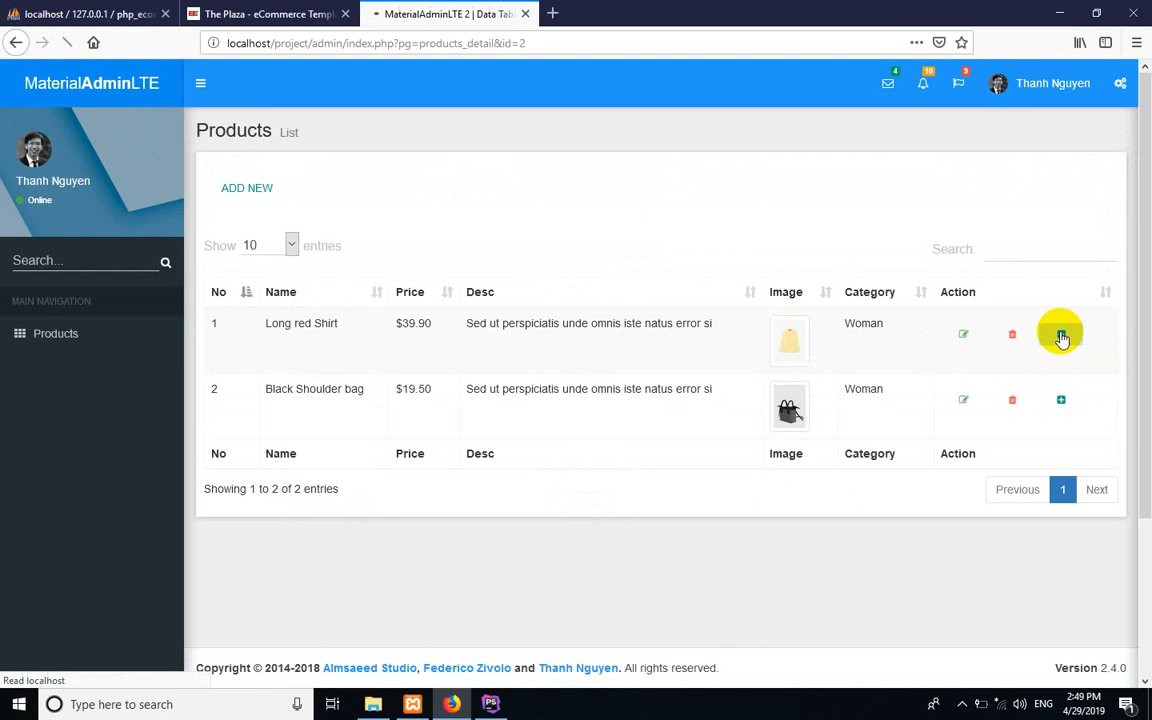 localhost / 127.0.0.1 / php_eco
The Plaza - eCommerce Templ
MaterialAdminLTE 2 | Data Tab
localhost/project/admin/index.php?pg=products_detail&id=2
MaterialAdminLTE
4
10
9
Thanh Nguyen
Thanh Nguyen
Online
Search...
MAIN NAVIGATION
Products
Products List
ADD NEW
Show 10 entries
Search:
No Name Price Desc Image Category Action
1 Long red Shirt $39.90 Sed ut perspiciatis unde omnis iste natus error si Woman
2 Black Shoulder bag $19.50 Sed ut perspiciatis unde omnis iste natus error si Woman
No Name Price Desc Image Category Action
Showing 1 to 2 of 2 entries
Previous 1 Next
Copyright © 2014-2018 Almsaeed Studio, Federico Zivolo and Thanh Nguyen. All rights reserved.
Version 2.4.0
Read localhost
Type here to search
ENG
2:49 PM
4/29/2019
1